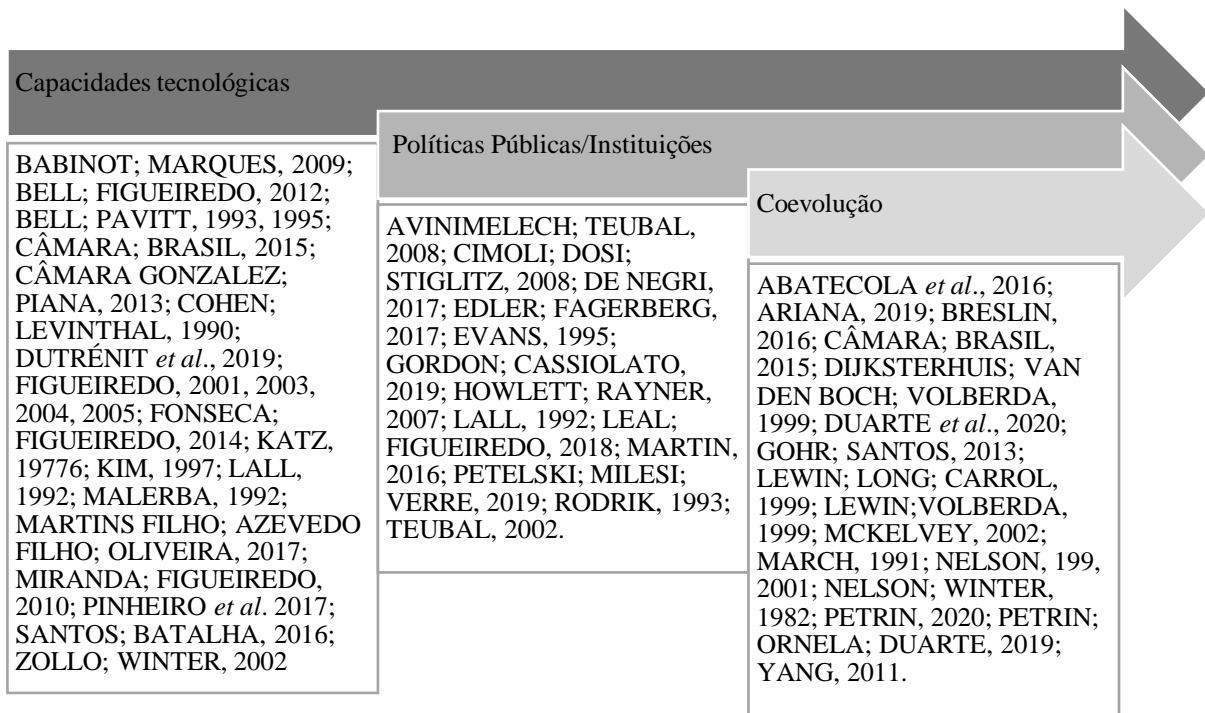 Capacidades tecnológicas
BABINOT; MARQUES, 2009;
BELL; FIGUEIREDO, 2012;
BELL; PAVITT, 1993, 1995;
CÂMARA; BRASIL, 2015;
CÂMARA GONZALEZ;
PIANA, 2013; COHEN;
LEVINTHAL, 1990;
DUTRÉNIT et al., 2019;
FIGUEIREDO, 2001, 2003,
2004, 2005; FONSECA;
FIGUEIREDO, 2014; KATZ,
19776; KIM, 1997; LALL,
1992; MALERBA, 1992;
MARTINS FILHO; AZEVEDO
FILHO; OLIVEIRA, 2017;
MIRANDA; FIGUEIREDO,
2010; PINHEIRO et al. 2017;
SANTOS; BATALHA, 2016;
ZOLLO; WINTER, 2002
Políticas Públicas/Instituições
AVINIMELECH; TEUBAL,
2008; CIMOLI; DOSI;
STIGLITZ, 2008; DE NEGRI,
2017; EDLER; FAGERBERG,
2017; EVANS, 1995;
GORDON; CASSIOLATO,
2019; HOWLETT; RAYNER,
2007; LALL, 1992; LEAL;
FIGUEIREDO, 2018; MARTIN,
2016; PETELSKI; MILESI;
VERRE, 2019; RODRIK, 1993;
TEUBAL, 2002.
Coevolução
ABATECOLA et al., 2016;
ARIANA, 2019; BRESLIN,
2016; CÂMARA; BRASIL,
2015; DIJKSTERHUIS; VAN
DEN BOCH; VOLBERDA,
1999; DUARTE et al., 2020;
GOHR; SANTOS, 2013;
LEWIN; LONG; CARROL,
1999; LEWIN;VOLBERDA,
1999; MCKELVEY, 2002;
MARCH, 1991; NELSON, 199,
2001; NELSON; WINTER,
1982; PETRIN, 2020; PETRIN;
ORNELA; DUARTE, 2019;
YANG, 2011.